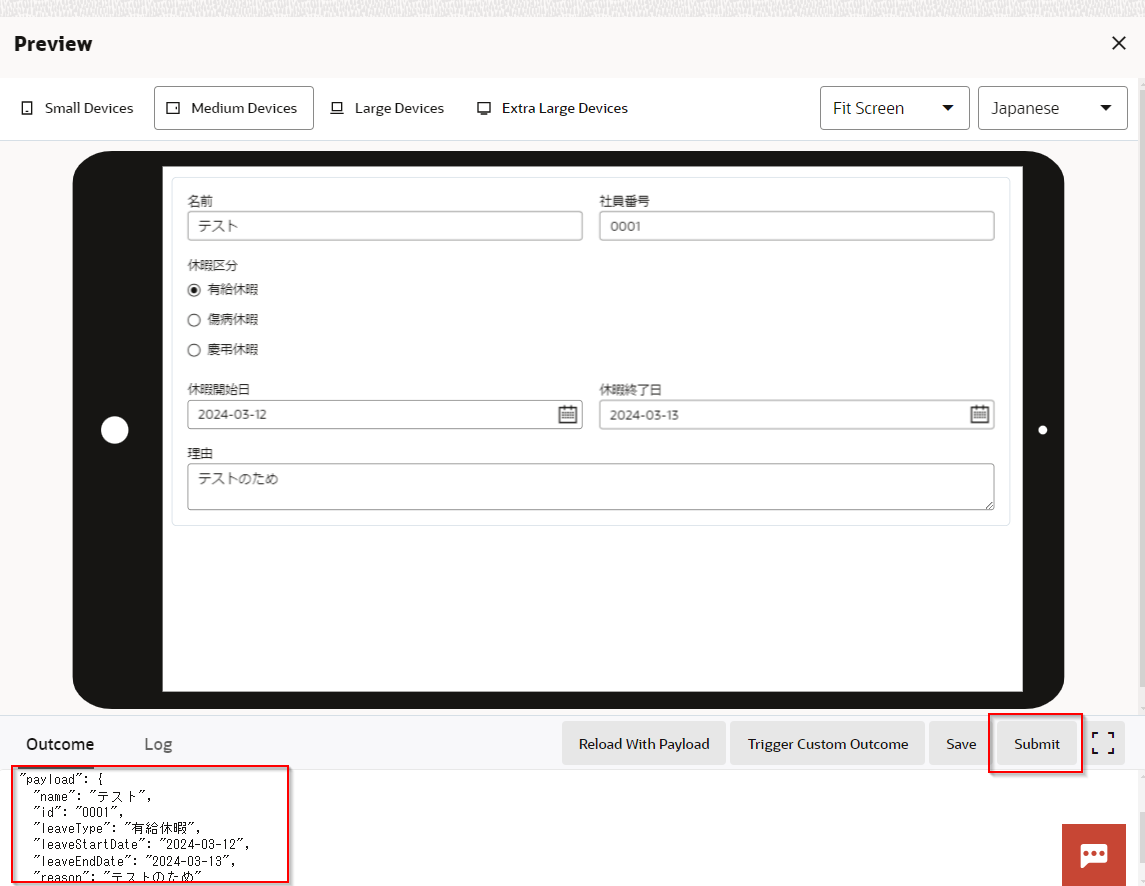 Preview
Small Devices
Medium Devices
Large Devices
Extra Large Devices
Fit Screen
Japanese
名前
社員番号
テスト
0001
休暇区分
有給休暇
傷病休暇
慶弔休暇
休暇開始日
休暇終了日
2024-03-12
2024-03-13
理由
テストのため
Outcome
Log
Reload With Payload
Trigger Custom Outcome
Save
Submit
"payload": {
"name": "テスト",
"id": "0001",
"leaveType": "有給休暇",
"leaveStartDate": "2024-03-12",
"leaveEndDate": "2024-03-13",
"reason": "テストのため"